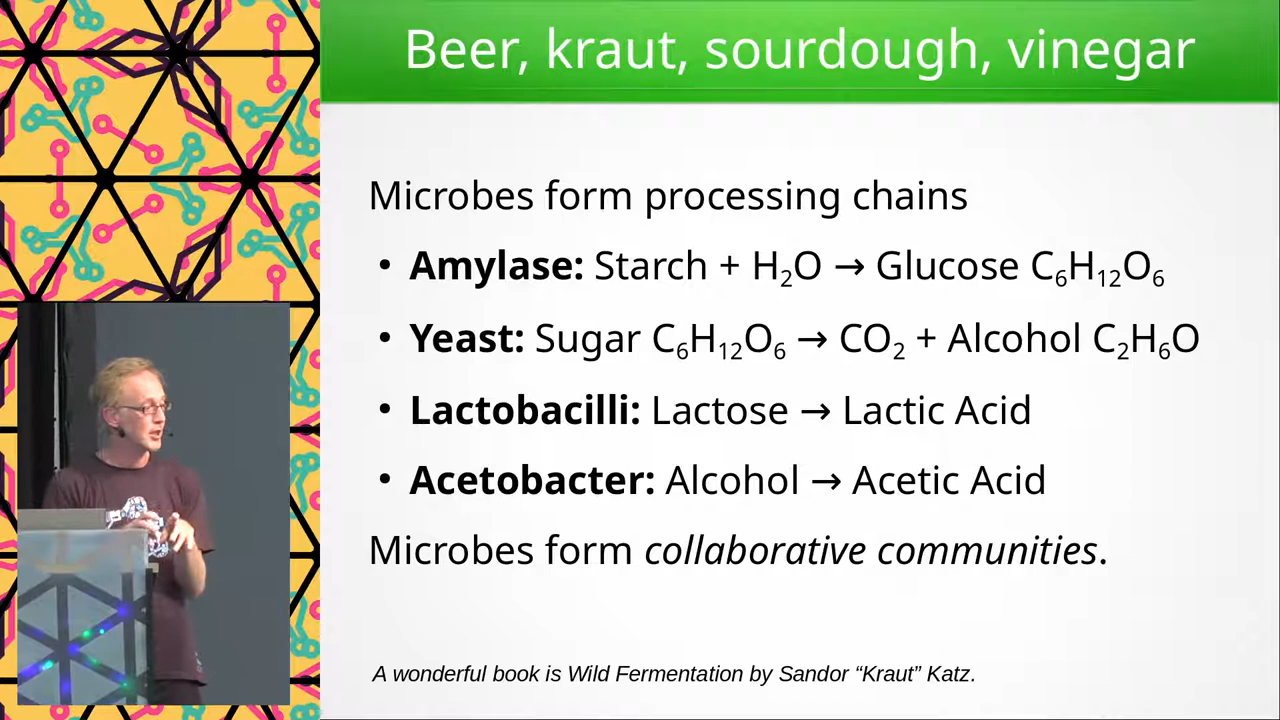 Beer, kraut, sourdough, vinegar
Microbes form processing chains
• Amylase: Starch + H₂O → Glucose C₆H₁₂O₆
• Yeast: Sugar C₆H₁₂O₆ → CO₂ + Alcohol C₂H₆O
• Lactobacilli: Lactose → Lactic Acid
• Acetobacter: Alcohol → Acetic Acid
Microbes form collaborative communities.
A wonderful book is Wild Fermentation by Sandor “Kraut” Katz.